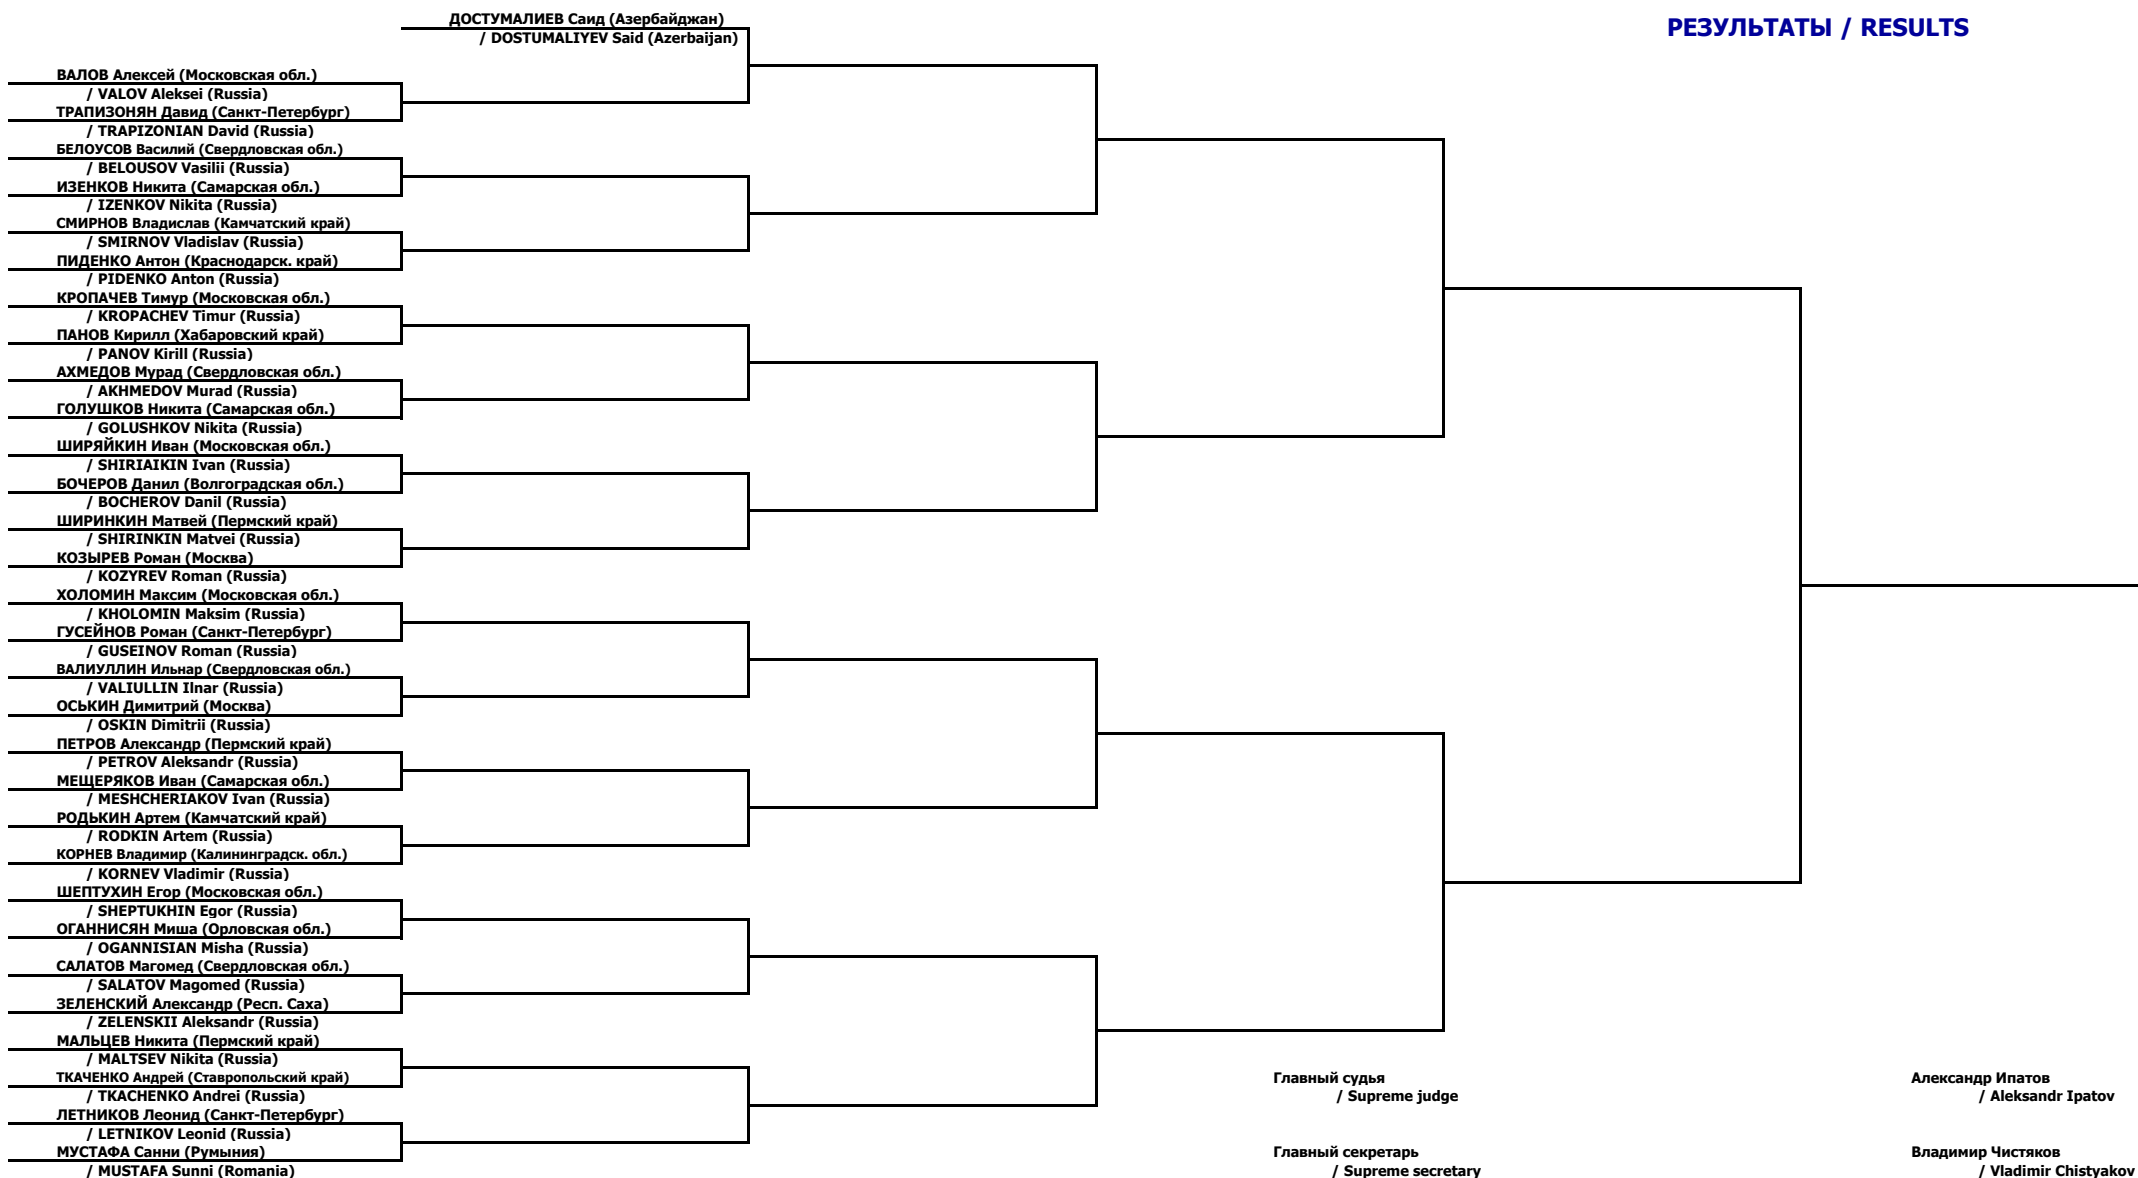 ДОСТУМАЛИЕВ Саид (Азербайджан)
/ DOSTUMALIYEV Said (Azerbaijan)
РЕЗУЛЬТАТЫ / RESULTS
ВАЛОВ Алексей (Московская обл.)
/ VALOV Aleksei (Russia)
ТРАПИЗОНЯН Давид (Санкт-Петербург)
/ TRAPIZONIAN David (Russia)
БЕЛОУСОВ Василий (Свердловская обл.)
/ BELOUSOV Vasilii (Russia)
ИЗЕНКОВ Никита (Самарская обл.)
/ IZENKOV Nikita (Russia)
СМИРНОВ Владислав (Камчатский край)
/ SMIRNOV Vladislav (Russia)
ПИДЕНКО Антон (Краснодарск. край)
/ PIDENKO Anton (Russia)
КРОПАЧЕВ Тимур (Московская обл.)
/ KROPACHEV Timur (Russia)
ПАНОВ Кирилл (Хабаровский край)
/ PANOV Kirill (Russia)
АХМЕДОВ Мурад (Свердловская обл.)
/ AKHMEDOV Murad (Russia)
ГОЛУШКОВ Никита (Самарская обл.)
/ GOLUSHKOV Nikita (Russia)
ШИРЯЙКИН Иван (Московская обл.)
/ SHIRIAIKIN Ivan (Russia)
БОЧЕРОВ Данил (Волгоградская обл.)
/ BOCHEROV Danil (Russia)
ШИРИНКИН Матвей (Пермский край)
/ SHIRINKIN Matvei (Russia)
КОЗЫРЕВ Роман (Москва)
/ KOZYREV Roman (Russia)
ХОЛОМИН Максим (Московская обл.)
/ KHOLOMIN Maksim (Russia)
ГУСЕЙНОВ Роман (Санкт-Петербург)
/ GUSEINOV Roman (Russia)
ВАЛИУЛЛИН Ильнар (Свердловская обл.)
/ VALIULLIN Ilnar (Russia)
ОСЬКИН Димитрий (Москва)
/ OSKIN Dimitrii (Russia)
ПЕТРОВ Александр (Пермский край)
/ PETROV Aleksandr (Russia)
МЕЩЕРЯКОВ Иван (Самарская обл.)
/ MESHCHERIAKOV Ivan (Russia)
РОДЬКИН Артем (Камчатский край)
/ RODKIN Artem (Russia)
КОРНЕВ Владимир (Калининградск. обл.)
/ KORNEV Vladimir (Russia)
ШЕПТУХИН Егор (Московская обл.)
/ SHEPTUKHIN Egor (Russia)
ОГАННИСЯН Миша (Орловская обл.)
/ OGANNISIAN Misha (Russia)
САЛАТОВ Магомед (Свердловская обл.)
/ SALATOV Magomed (Russia)
ЗЕЛЕНСКИЙ Александр (Респ. Саха)
/ ZELENSKII Aleksandr (Russia)
МАЛЬЦЕВ Никита (Пермский край)
/ MALTSEV Nikita (Russia)
ТКАЧЕНКО Андрей (Ставропольский край)
/ TKACHENKO Andrei (Russia)
ЛЕТНИКОВ Леонид (Санкт-Петербург)
/ LETNIKOV Leonid (Russia)
МУСТАФА Санни (Румыния)
/ MUSTAFA Sunni (Romania)
Главный судья
/ Supreme judge
Александр Ипатов
/ Aleksandr Ipatov
Главный секретарь
/ Supreme secretary
Владимир Чистяков
/ Vladimir Chistyakov